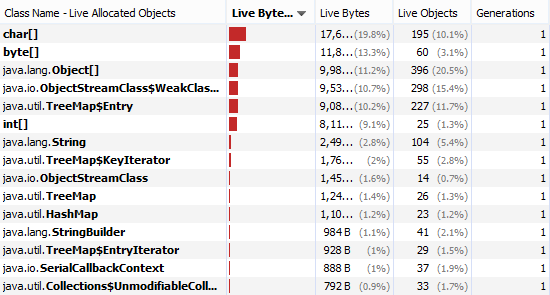 Class Name - Live Allocated Objects Live Byte... Live Bytes Live Objects Generations
char[] 17,6... (19.8%) 195 (10.1%) 1
byte[] 11,8... (13.3%) 60 (3.1%) 1
java.lang.Object[] 9,98... (11.2%) 396 (20.5%) 1
java.io.ObjectStreamClass$WeakClas... 9,53... (10.7%) 298 (15.4%) 1
java.util.TreeMap$Entry 9,08... (10.2%) 227 (11.7%) 1
int[] 8,11... (9.1%) 25 (1.3%) 1
java.lang.String 2,49... (2.8%) 104 (5.4%) 1
java.util.TreeMap$KeyIterator 1,76... (2%) 55 (2.8%) 1
java.io.ObjectStreamClass 1,45... (1.6%) 14 (0.7%) 1
java.util.TreeMap 1,24... (1.4%) 26 (1.3%) 1
java.util.HashMap 1,10... (1.2%) 23 (1.2%) 1
java.lang.StringBuilder 984 B (1.1%) 41 (2.1%) 1
java.util.TreeMap$EntryIterator 928 B (1%) 29 (1.5%) 1
java.io.SerialCallbackContext 888 B (1%) 37 (1.9%) 1
java.util.Collections$UnmodifiableColl... 792 B (0.9%) 33 (1.7%) 1